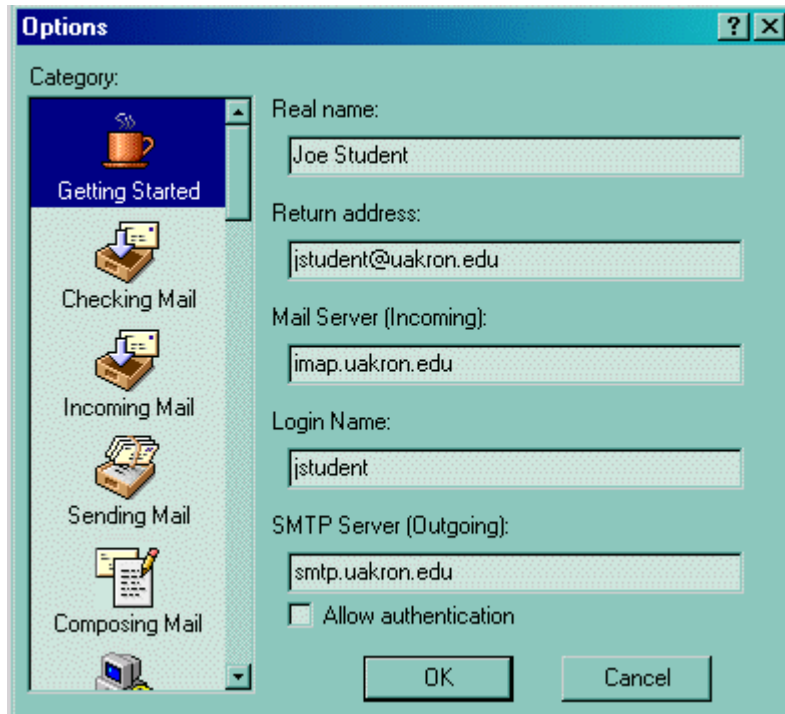 Options
Category:
Getting Started
Checking Mail
Incoming Mail
Sending Mail
Composing Mail
Real name:
Joe Student
Return address:
jstudent@uakron.edu
Mail Server (Incoming):
imap.uakron.edu
Login Name:
jstudent
SMTP Server (Outgoing):
smtp.uakron.edu
Allow authentication
OK
Cancel